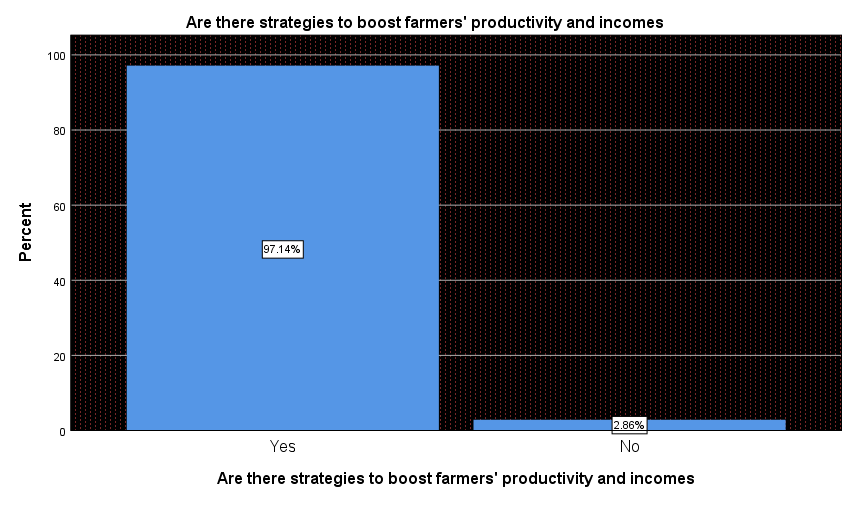 Are there strategies to boost farmers' productivity and incomes
100
80
60
40
20
0
Percent
97.14%
2.86%
Yes
No
Are there strategies to boost farmers' productivity and incomes